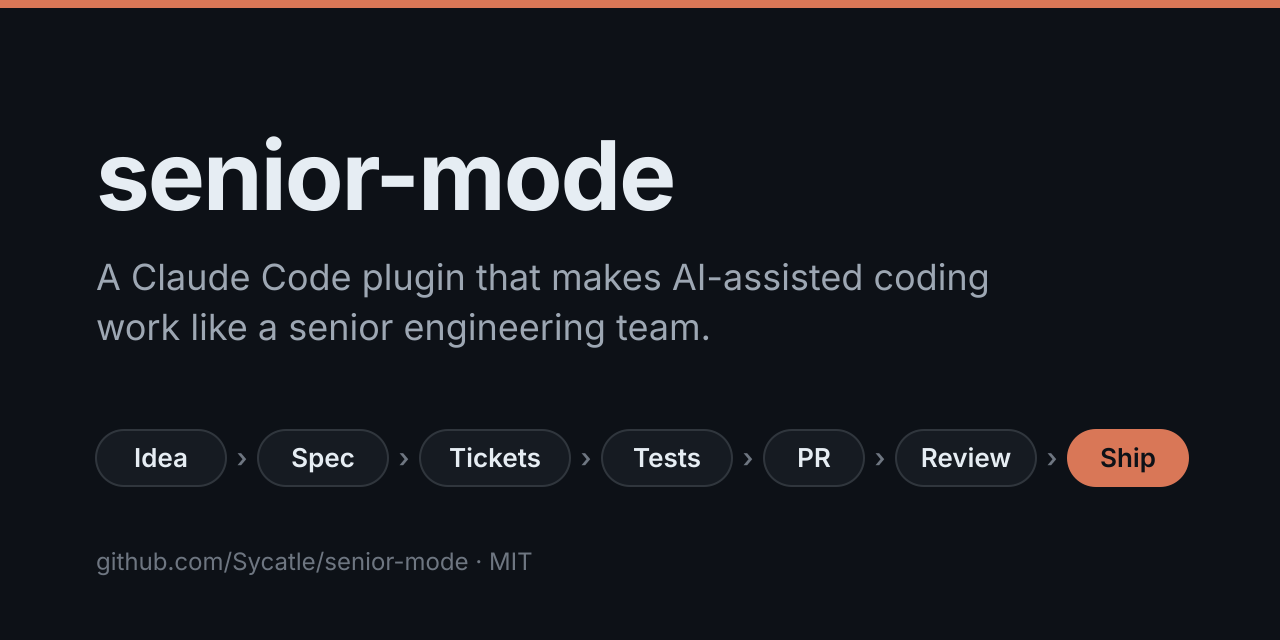 senior-mode
A Claude Code plugin that makes AI-assisted coding
work like a senior engineering team.
Idea › Spec › Tickets › Tests › PR › Review › Ship
github.com/Sycatle/senior-mode · MIT